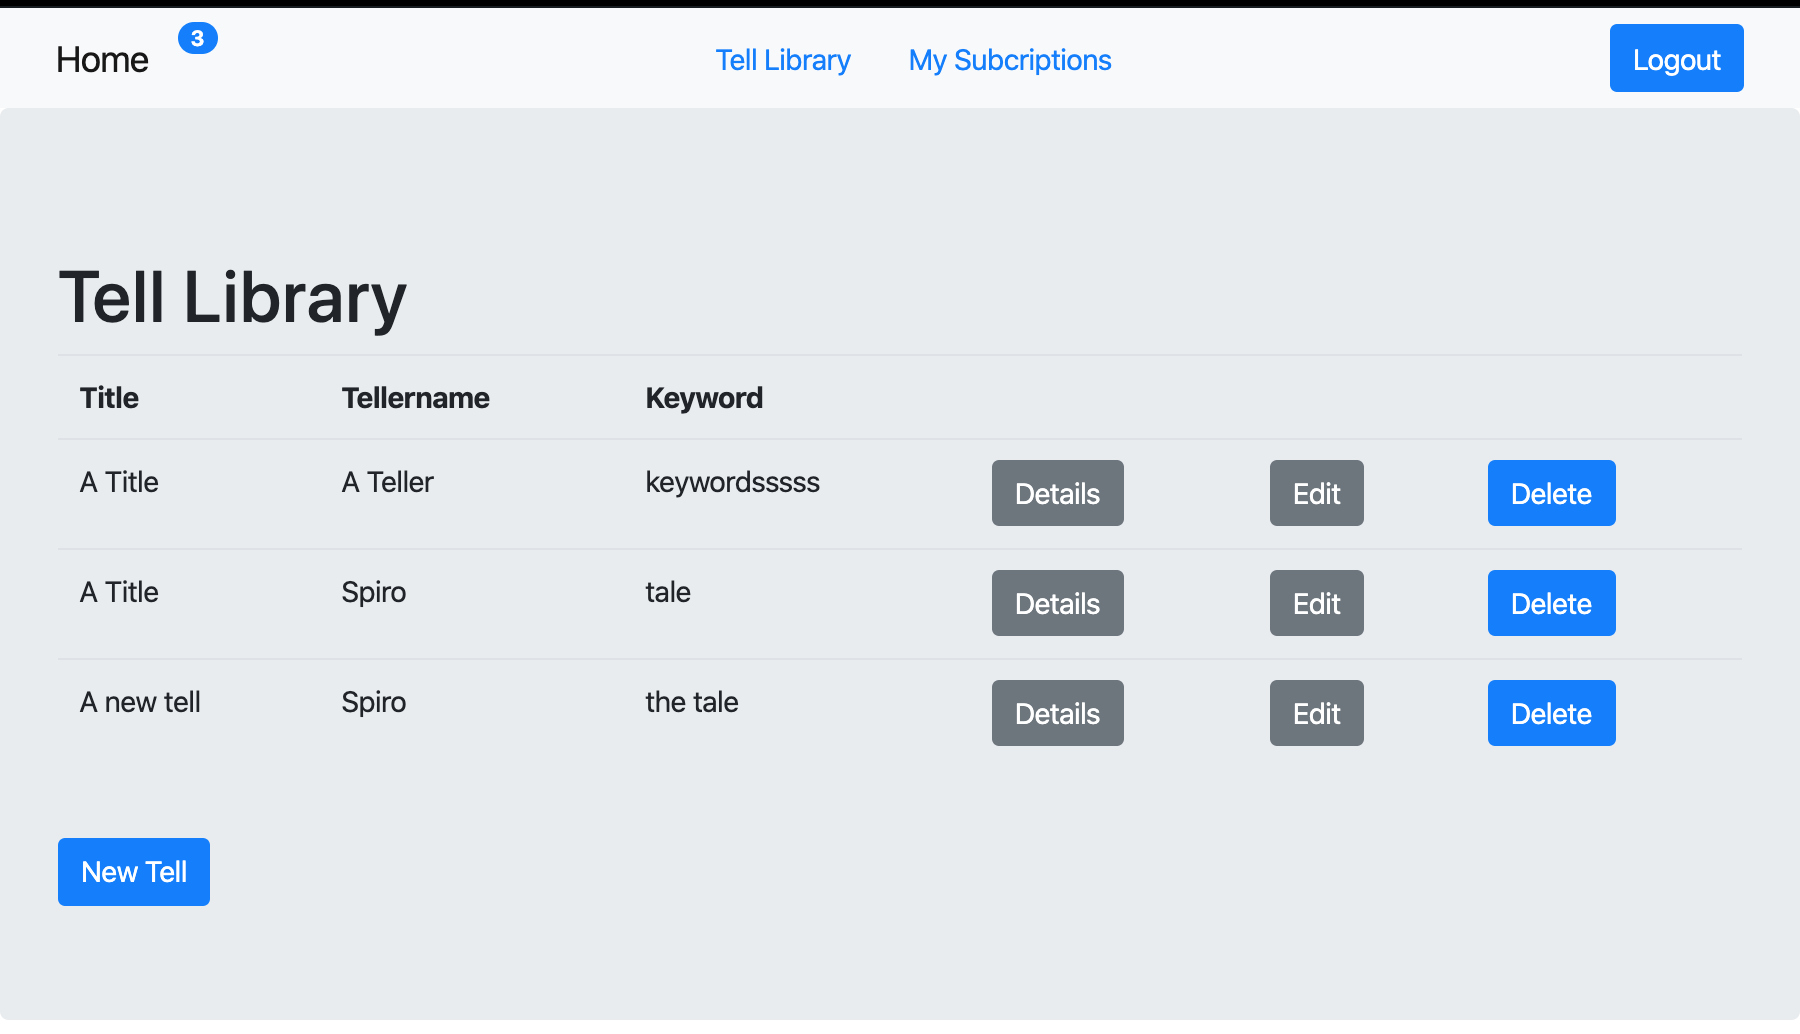 Home 3 Tell Library My Subcriptions Logout
Tell Library
Title Tellername Keyword
A Title A Teller keywordsssss Details Edit Delete
A Title Spiro tale Details Edit Delete
A new tell Spiro the tale Details Edit Delete
New Tell